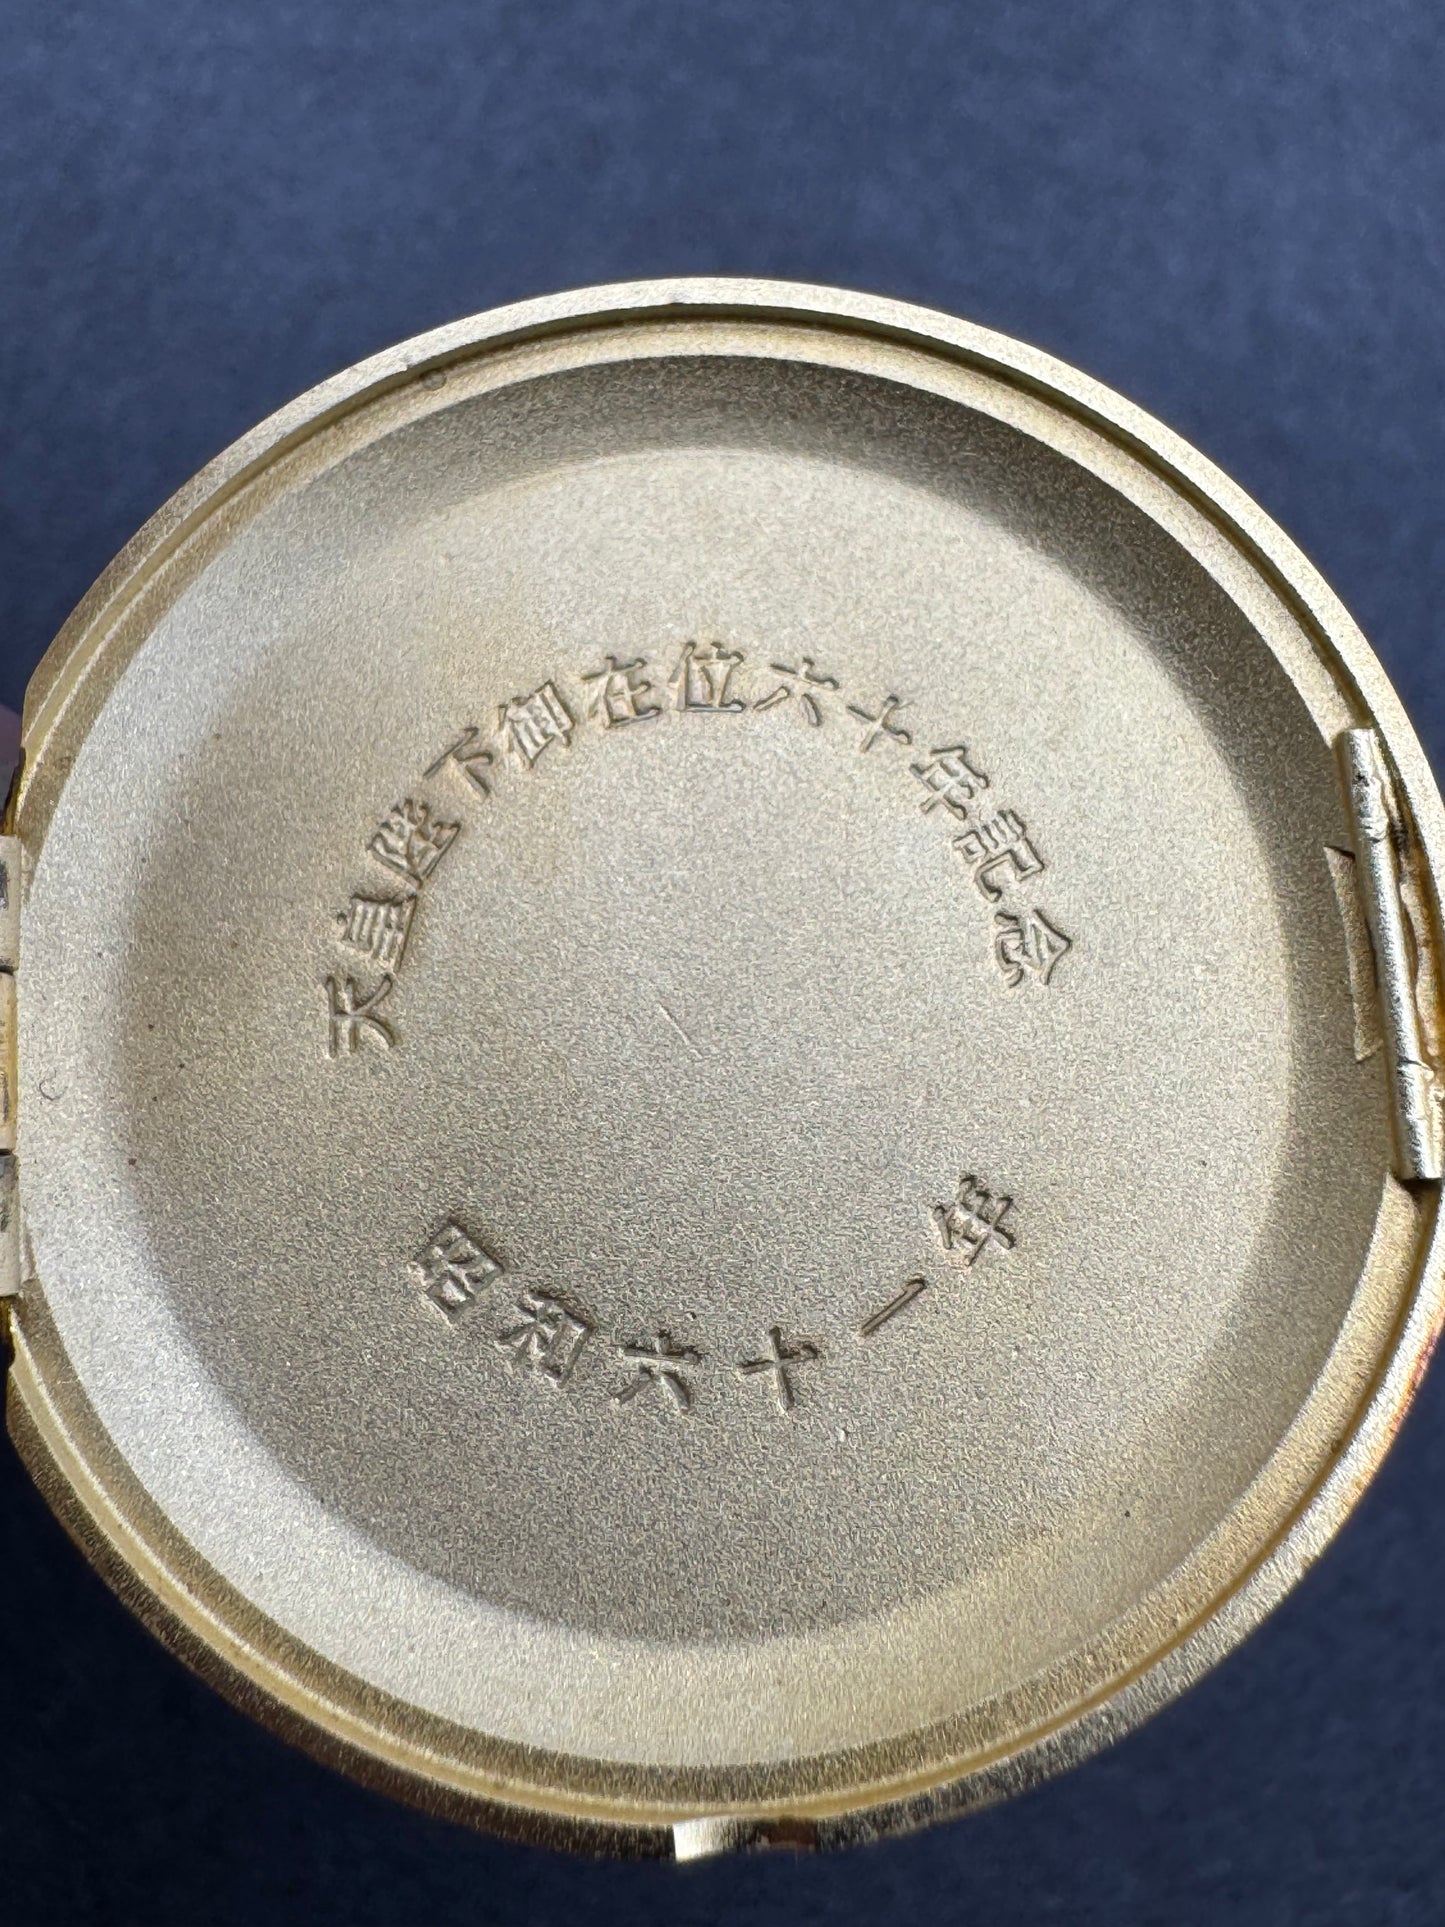 天皇陛下御在位六十年記念
昭和六十一年